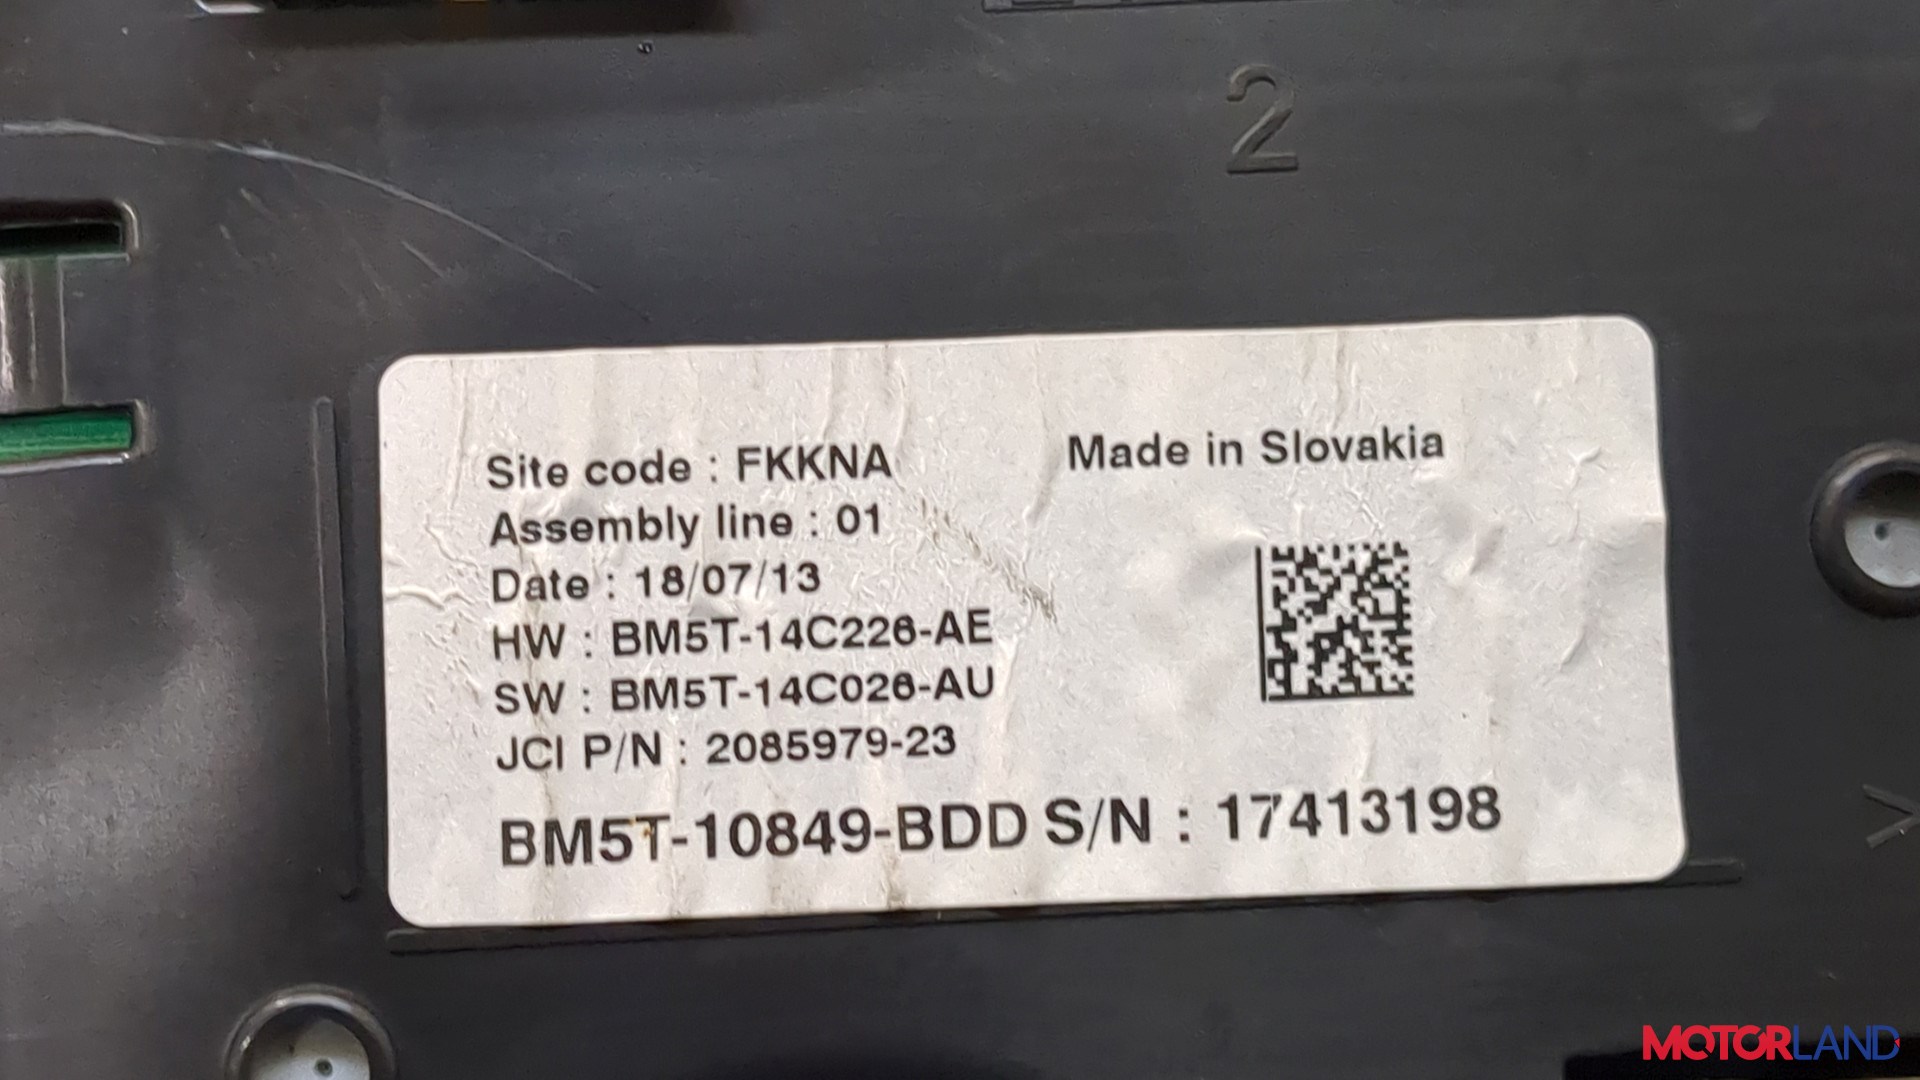 2
Site code : FKKNA
Made in Slovakia
Assembly line : 01
Date : 18/07/13
HW : BM5T-14C226-AE
SW : BM5T-14C026-AU
JCI P/N : 2085979-23
BM5T-10849-BDD S/N : 17413198
MOTORLAND